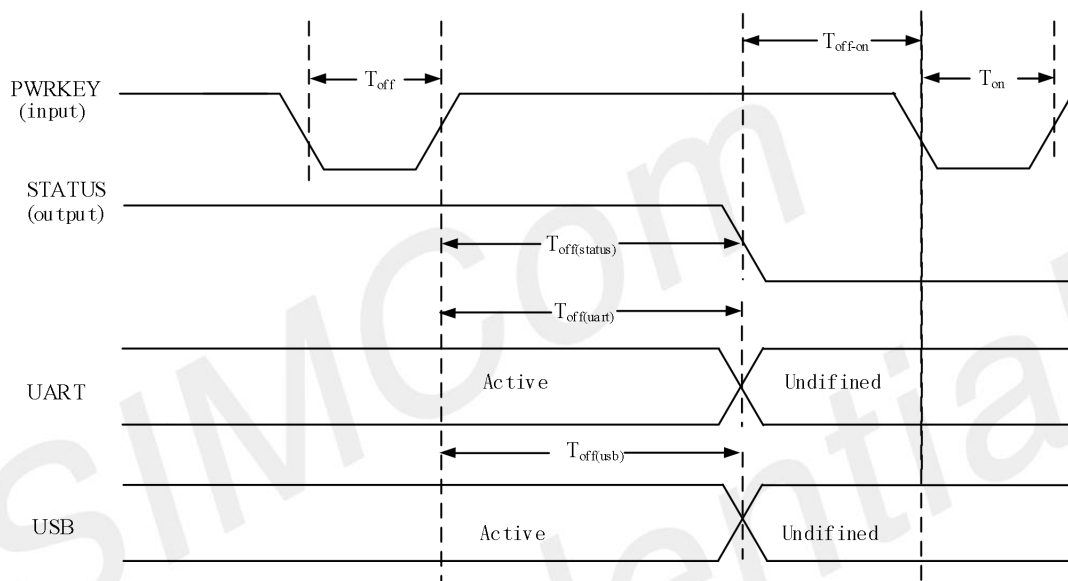 Toff-on
Toff
Ton
PWRKEY
(input)
STATUS
(output)
Toff(status)
Toff(uart)
UART
Active
Undifined
Toff(usb)
USB
Active
Undifined
SIMCom
dential